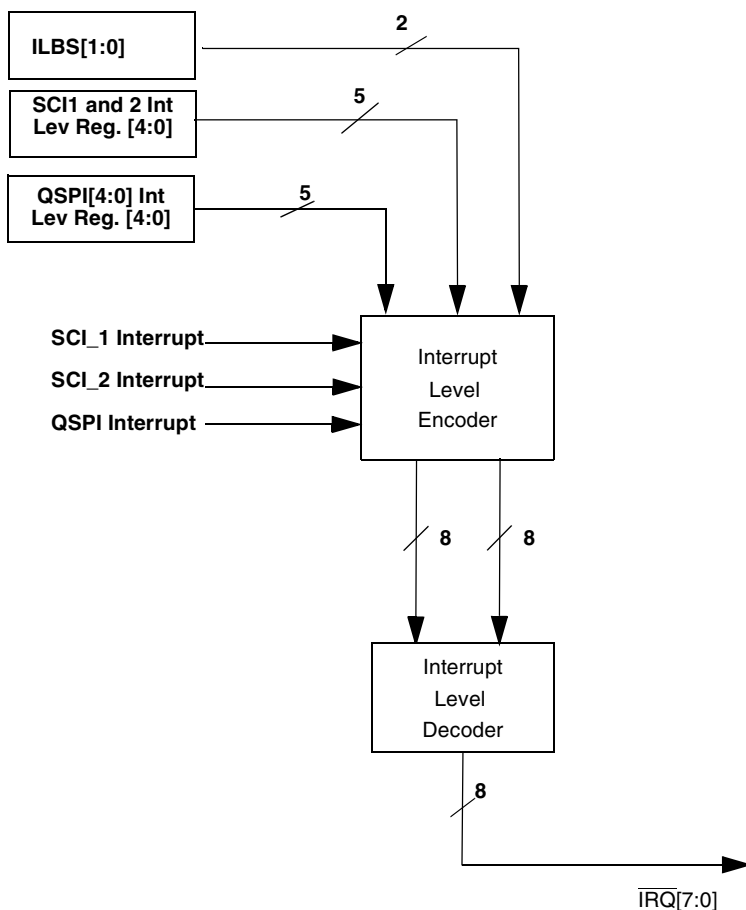 2
ILBS[1:0]
5
SCI1 and 2 Int
Lev Reg. [4:0]
5
QSPI[4:0] Int
Lev Reg. [4:0]
SCI_1 Interrupt
SCI_2 Interrupt
QSPI Interrupt
Interrupt
Level
Encoder
8
8
Interrupt
Level
Decoder
8
IRQ[7:0]